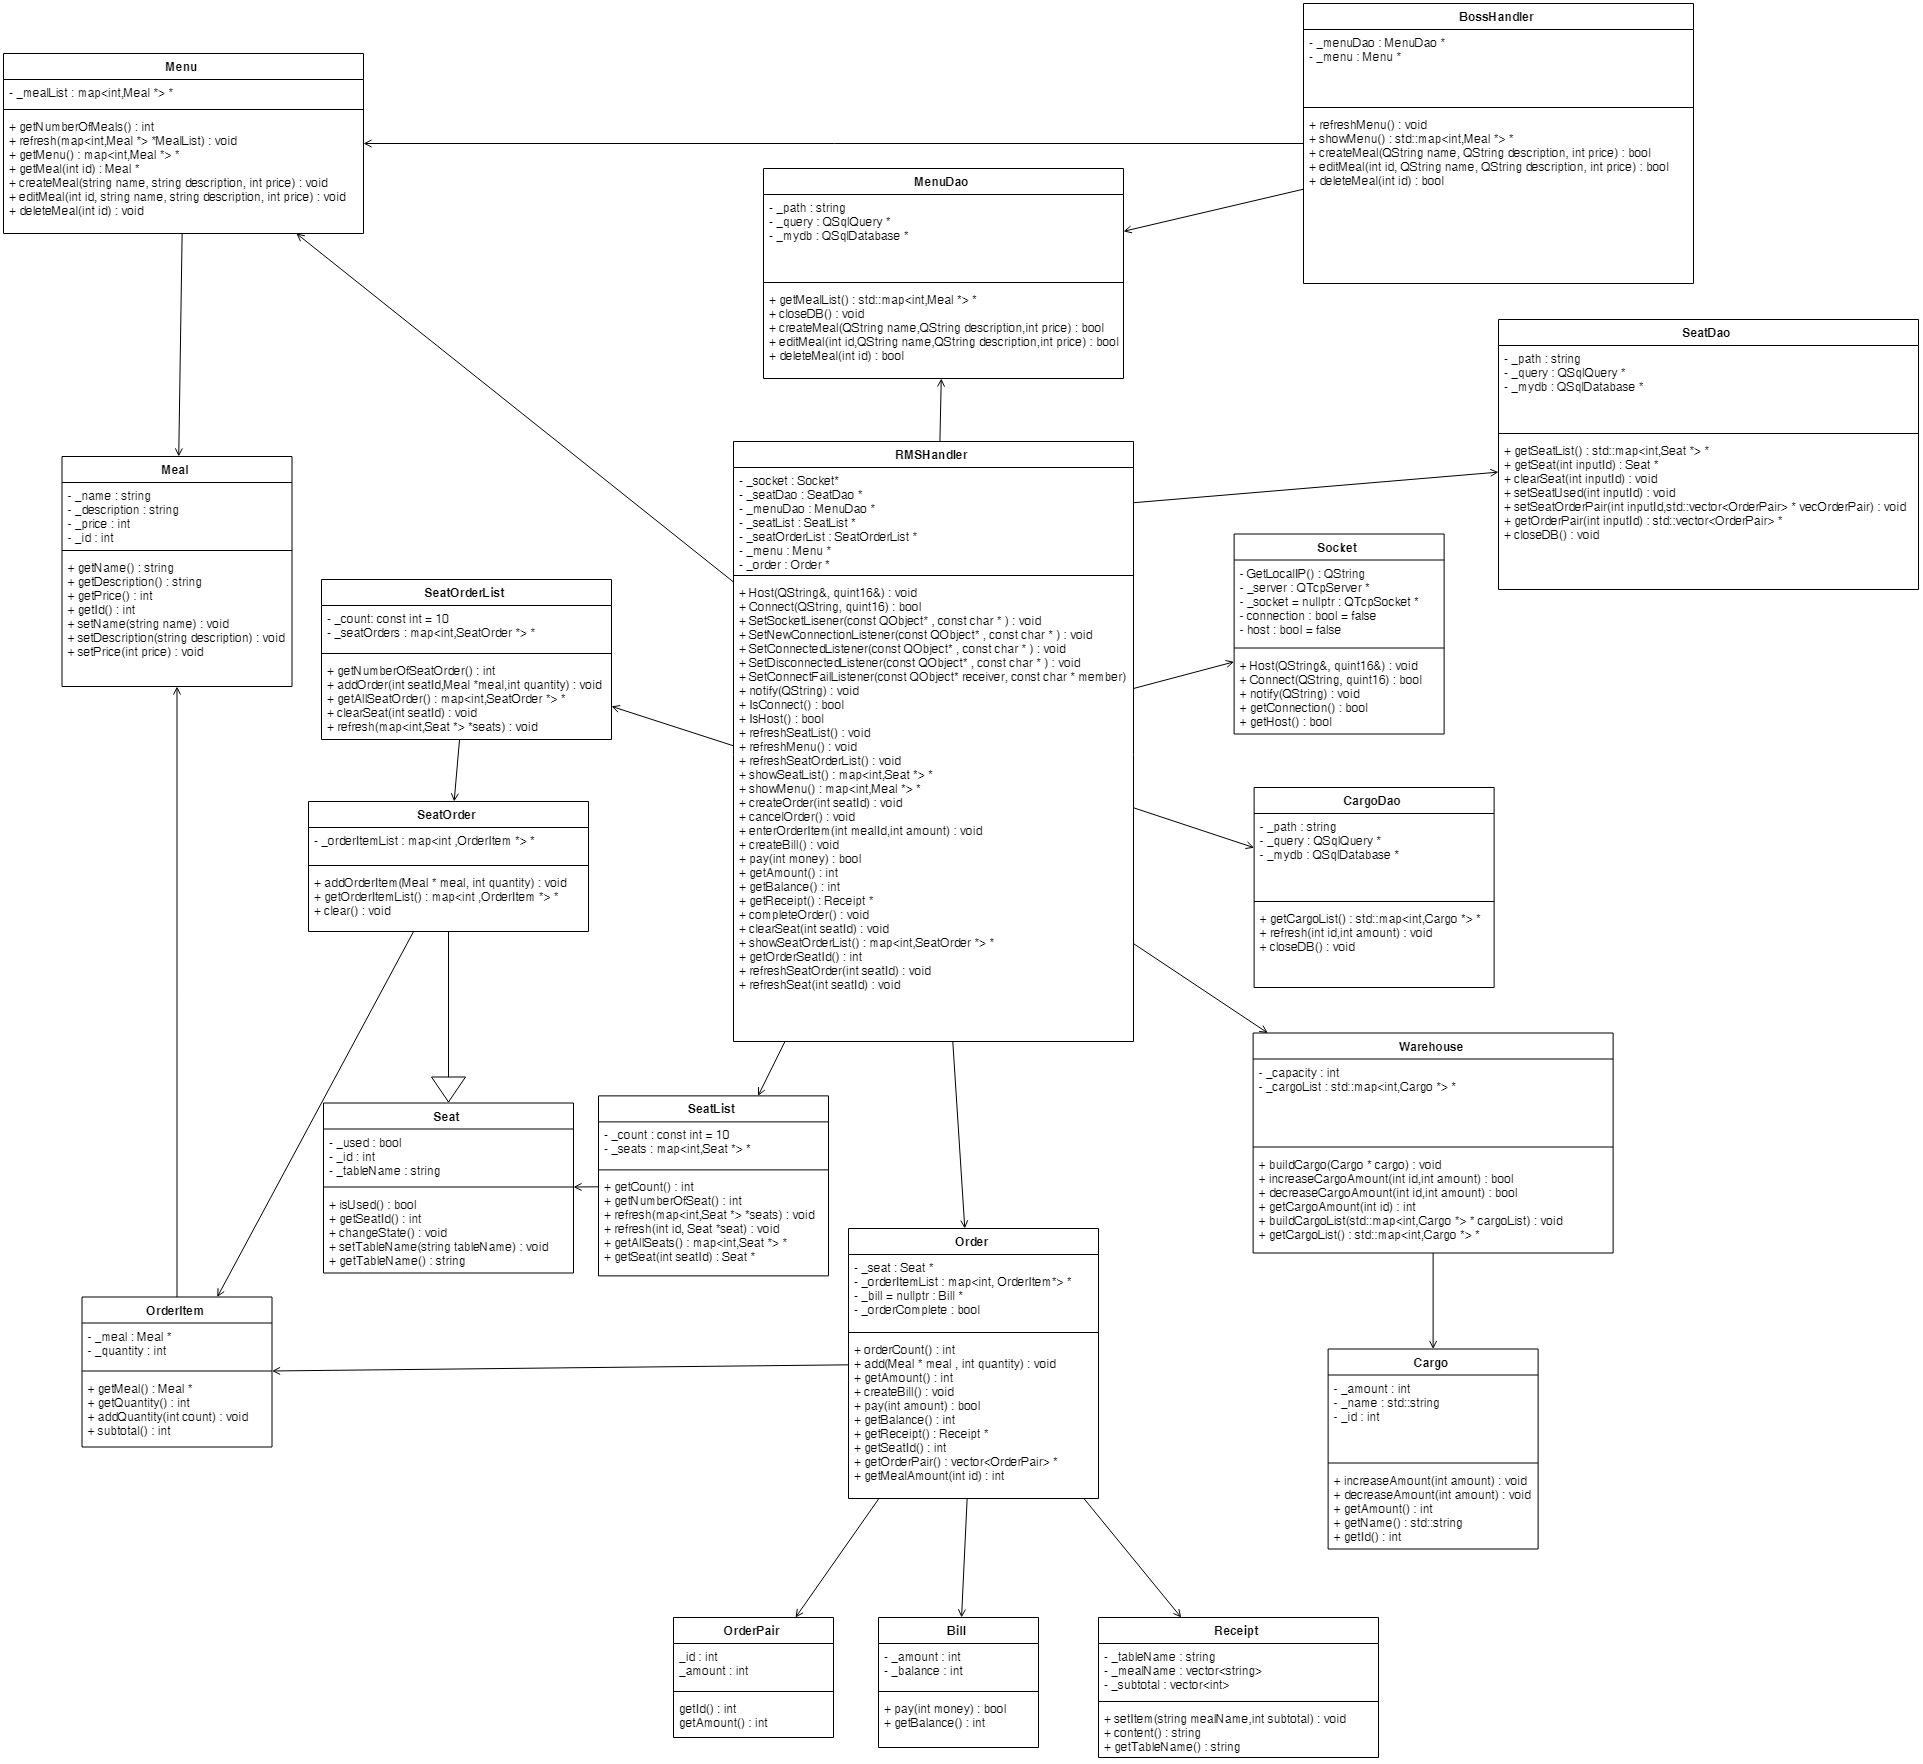 BossHandler
- _menuDao : MenuDao *
- _menu : Menu *
+ refreshMenu() : void
+ showMenu() : std::map<int,Meal *> *
+ createMeal(QString name, QString description, int price) : bool
+ editMeal(int id, QString name, QString description, int price) : bool
+ deleteMeal(int id) : bool
Menu
- _mealList : map<int,Meal *> *
+ getNumberOfMeals() : int
+ refresh(map<int,Meal *> *MealList) : void
+ getMenu() : map<int,Meal *> *
+ getMeal(int id) : Meal *
+ createMeal(string name, string description, int price) : void
+ editMeal(int id, string name, string description, int price) : void
+ deleteMeal(int id) : void
MenuDao
- _path : string
- _query : QSqlQuery *
- _mydb : QSqlDatabase *
+ getMealList() : std::map<int,Meal *> *
+ closeDB() : void
+ createMeal(QString name,QString description,int price) : bool
+ editMeal(int id,QString name,QString description,int price) : bool
+ deleteMeal(int id) : bool
SeatDao
- _path : string
- _query : QSqlQuery *
- _mydb : QSqlDatabase *
+ getSeatList() : std::map<int,Seat *> *
+ getSeat(int inputId) : Seat *
+ clearSeat(int inputId) : void
+ setSeatUsed(int inputId) : void
+ setSeatOrderPair(int inputId,std::vector<OrderPair> * vecOrderPair) : void
+ getOrderPair(int inputId) : std::vector<OrderPair> *
+ closeDB() : void
Meal
- _name : string
- _description : string
- _price : int
- _id : int
+ getName() : string
+ getDescription() : string
+ getPrice() : int
+ getId() : int
+ setName(string name) : void
+ setDescription(string description) : void
+ setPrice(int price) : void
RMSHandler
- _socket : Socket*
- _seatDao : SeatDao *
- _menuDao : MenuDao *
- _seatList : SeatList *
- _seatOrderList : SeatOrderList *
- _menu : Menu *
- _order : Order *
+ Host(QString&, quint16&) : void
+ Connect(QString, quint16) : bool
+ SetSocketLisener(const QObject* , const char * ) : void
+ SetNewConnectionListener(const QObject* , const char * ) : void
+ SetConnectedListener(const QObject* , const char * ) : void
+ SetDisconnectedListener(const QObject* , const char * ) : void
+ SetConnectFailListener(const QObject* receiver, const char * member)
+ notify(QString) : void
+ IsConnect() : bool
+ IsHost() : bool
+ refreshSeatList() : void
+ refreshMenu() : void
+ refreshSeatOrderList() : void
+ showSeatList() : map<int,Seat *> *
+ showMenu() : map<int,Meal *> *
+ createOrder(int seatId) : void
+ cancelOrder() : void
+ enterOrderItem(int mealId,int amount) : void
+ createBill() : void
+ pay(int money) : bool
+ getAmount() : int
+ getBalance() : int
+ getReceipt() : Receipt *
+ completeOrder() : void
+ clearSeat(int seatId) : void
+ showSeatOrderList() : map<int,SeatOrder *> *
+ getOrderSeatId() : int
+ refreshSeatOrder(int seatId) : void
+ refreshSeat(int seatId) : void
Socket
- GetLocalIP() : QString
- _server : QTcpServer *
- _socket = nullptr : QTcpSocket *
- connection : bool = false
- host : bool = false
+ Host(QString&, quint16&) : void
+ Connect(QString, quint16) : bool
+ notify(QString) : void
+ getConnection() : bool
+ getHost() : bool
SeatOrderList
- _count: const int = 10
- _seatOrders : map<int,SeatOrder *> *
+ getNumberOfSeatOrder() : int
+ addOrder(int seatId,Meal *meal,int quantity) : void
+ getAllSeatOrder() : map<int,SeatOrder *> *
+ clearSeat(int seatId) : void
+ refresh(map<int,Seat *> *seats) : void
SeatOrder
- _orderItemList : map<int ,OrderItem *> *
+ addOrderItem(Meal * meal, int quantity) : void
+ getOrderItemList() : map<int ,OrderItem *> *
+ clear() : void
CargoDao
- _path : string
- _query : QSqlQuery *
- _mydb : QSqlDatabase *
+ getCargoList() : std::map<int,Cargo *> *
+ refresh(int id,int amount) : void
+ closeDB() : void
Warehouse
- _capacity : int
- _cargoList : std::map<int,Cargo *> *
+ buildCargo(Cargo * cargo) : void
+ increaseCargoAmount(int id,int amount) : bool
+ decreaseCargoAmount(int id,int amount) : bool
+ getCargoAmount(int id) : int
+ buildCargoList(std::map<int,Cargo *> * cargoList) : void
+ getCargoList() : std::map<int,Cargo *> *
Seat
- _used : bool
- _id : int
- _tableName : string
+ isUsed() : bool
+ getSeatId() : int
+ changeState() : void
+ setTableName(string tableName) : void
+ getTableName() : string
SeatList
- _count : const int = 10
- _seats : map<int,Seat *> *
+ getCount() : int
+ getNumberOfSeat() : int
+ refresh(map<int,Seat *> *seats) : void
+ refresh(int id, Seat *seat) : void
+ getAllSeats() : map<int,Seat *> *
+ getSeat(int seatId) : Seat *
Order
- _seat : Seat *
- _orderItemList : map<int, OrderItem*> *
- _bill = nullptr : Bill *
- _orderComplete : bool
+ orderCount() : int
+ add(Meal * meal , int quantity) : void
+ getAmount() : int
+ createBill() : void
+ pay(int amount) : bool
+ getBalance() : int
+ getReceipt() : Receipt *
+ getSeatId() : int
+ getOrderPair() : vector<OrderPair> *
+ getMealAmount(int id) : int
OrderItem
- _meal : Meal *
- _quantity : int
+ getMeal() : Meal *
+ getQuantity() : int
+ addQuantity(int count) : void
+ subtotal() : int
Cargo
- _amount : int
- _name : std::string
- _id : int
+ increaseAmount(int amount) : void
+ decreaseAmount(int amount) : void
+ getAmount() : int
+ getName() : std::string
+ getId() : int
OrderPair
_id : int
_amount : int
getId() : int
getAmount() : int
Bill
- _amount : int
- _balance : int
+ pay(int money) : bool
+ getBalance() : int
Receipt
- _tableName : string
- _mealName : vector<string>
- _subtotal : vector<int>
+ setItem(string mealName,int subtotal) : void
+ content() : string
+ getTableName() : string